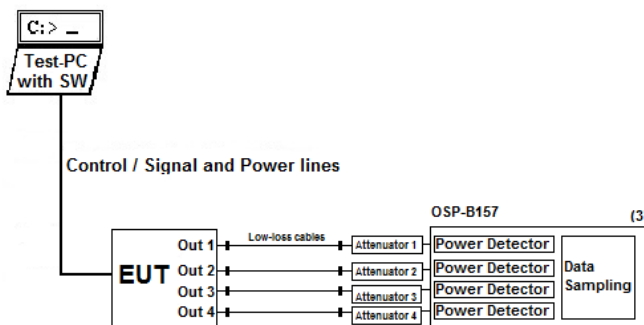 C:> _
Test-PC
with SW
Control / Signal and Power lines
OSP-B157
(3
EUT
Out 1
Low-loss cables
Attenuator 1
Power Detector
Out 2
Attenuator 2
Power Detector
Out 3
Attenuator 3
Power Detector
Out 4
Attenuator 4
Power Detector
Data
Sampling